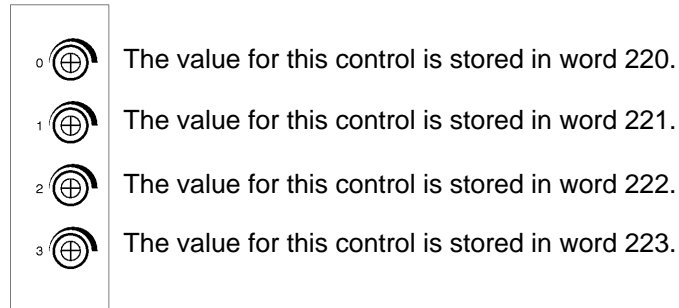 0 The value for this control is stored in word 220.
1 The value for this control is stored in word 221.
2 The value for this control is stored in word 222.
3 The value for this control is stored in word 223.